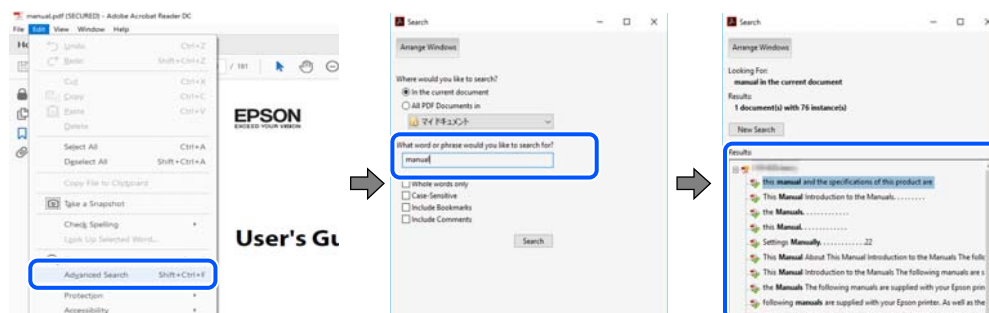 manual.pdf (SECURED) - Adobe Acrobat Reader DC
File Edit View Window Help
Undo Ctrl+Z
Redo Shift+Ctrl+Z
Cut Ctrl+X
Copy Ctrl+C
Paste Ctrl+V
Delete
Select All Ctrl+A
Deselect All Shift+Ctrl+A
Copy File to Clipboard
Take a Snapshot
Check Spelling
Look Up Selected Word...
Advanced Search Shift+Ctrl+F
Protection
Accessibility
/ 191
EPSON
EXCEED YOUR VISION
User's Gu
Search
Arrange Windows
Where would you like to search?
In the current document
All PDF Documents in
マイ ドキュメント
What word or phrase would you like to search for?
manual
Whole words only
Case-Sensitive
Include Bookmarks
Include Comments
Search
Search
Arrange Windows
Looking For:
manual in the current document
Results:
1 document(s) with 76 instance(s)
New Search
Results:
this manual and the specifications of this product are
This Manual Introduction to the Manuals.........
the Manuals.............
this Manual.............
Settings Manually.............22
This Manual About This Manual Introduction to the Manuals The follo
This Manual Introduction to the Manuals The following manuals are s
the Manuals The following manuals are supplied with your Epson prin
following manuals are supplied with your Epson printer. As well as the